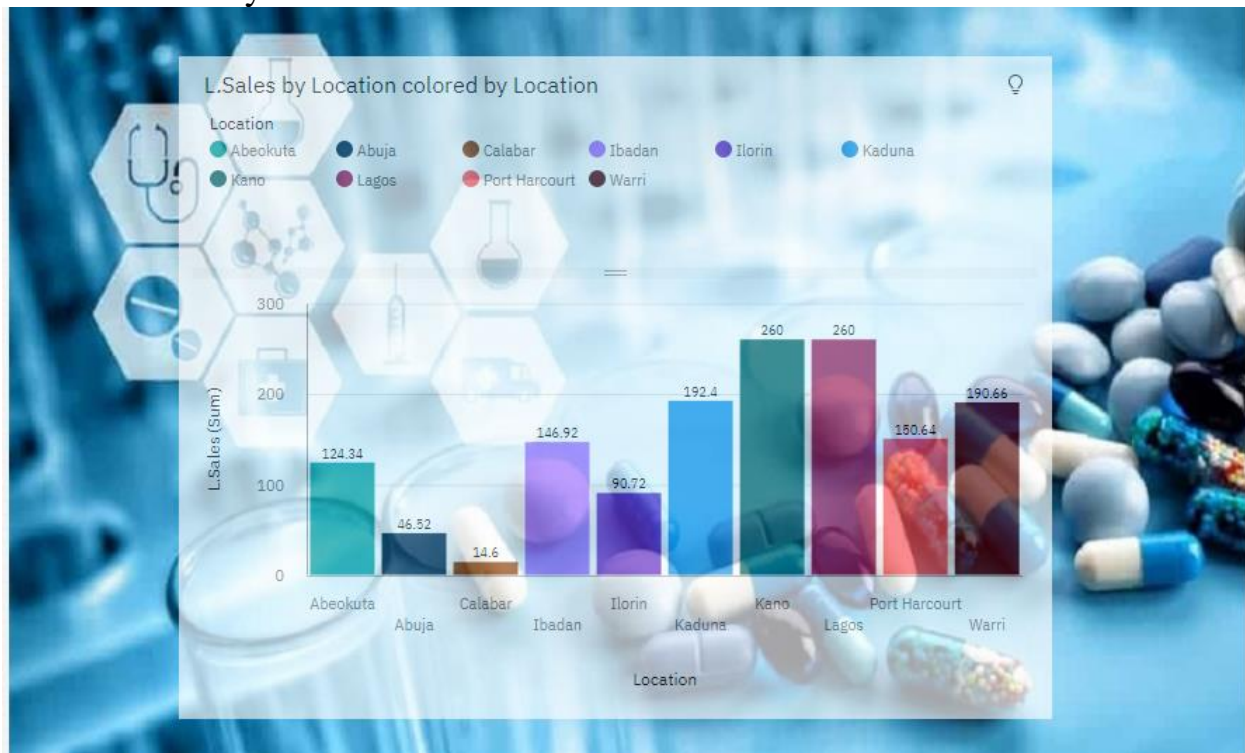 L.Sales by Location colored by Location
Location
Abeokuta Abuja Calabar Ibadan Ilorin Kaduna
Kano Lagos Port Harcourt Warri
300
260 260
200
192.4 190.66
146.92 150.64
124.34
100
90.72
46.52
14.6
0
L.Sales (Sum)
Abeokuta Calabar Ilorin Kano Port Harcourt
Abuja Ibadan Kaduna Lagos Warri
Location